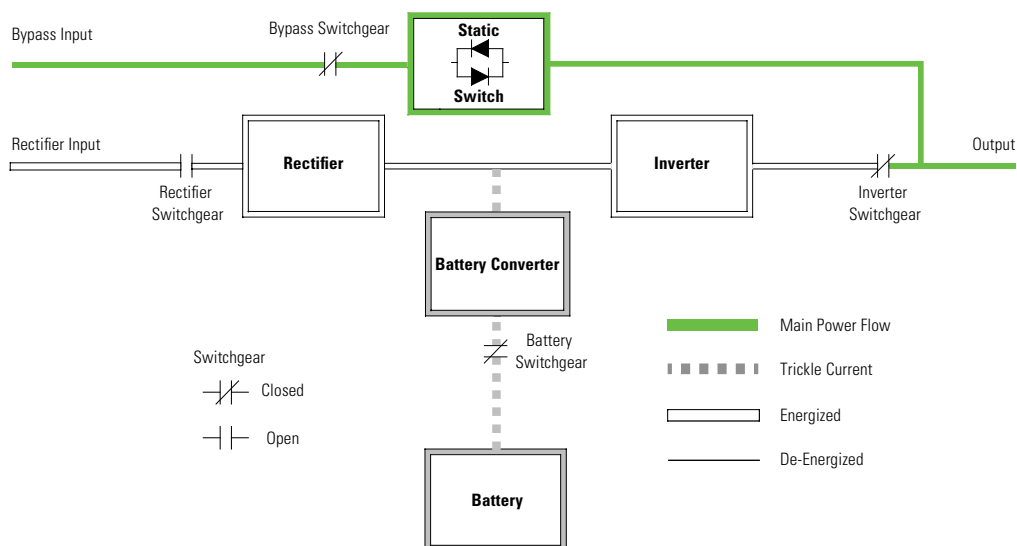 Bypass Input
Bypass Switchgear
Static
Switch
Rectifier Input
Rectifier
Switchgear
Rectifier
Inverter
Output
Inverter
Switchgear
Battery Converter
Battery
Switchgear
Battery
Switchgear
Closed
Open
Main Power Flow
Trickle Current
Energized
De-Energized